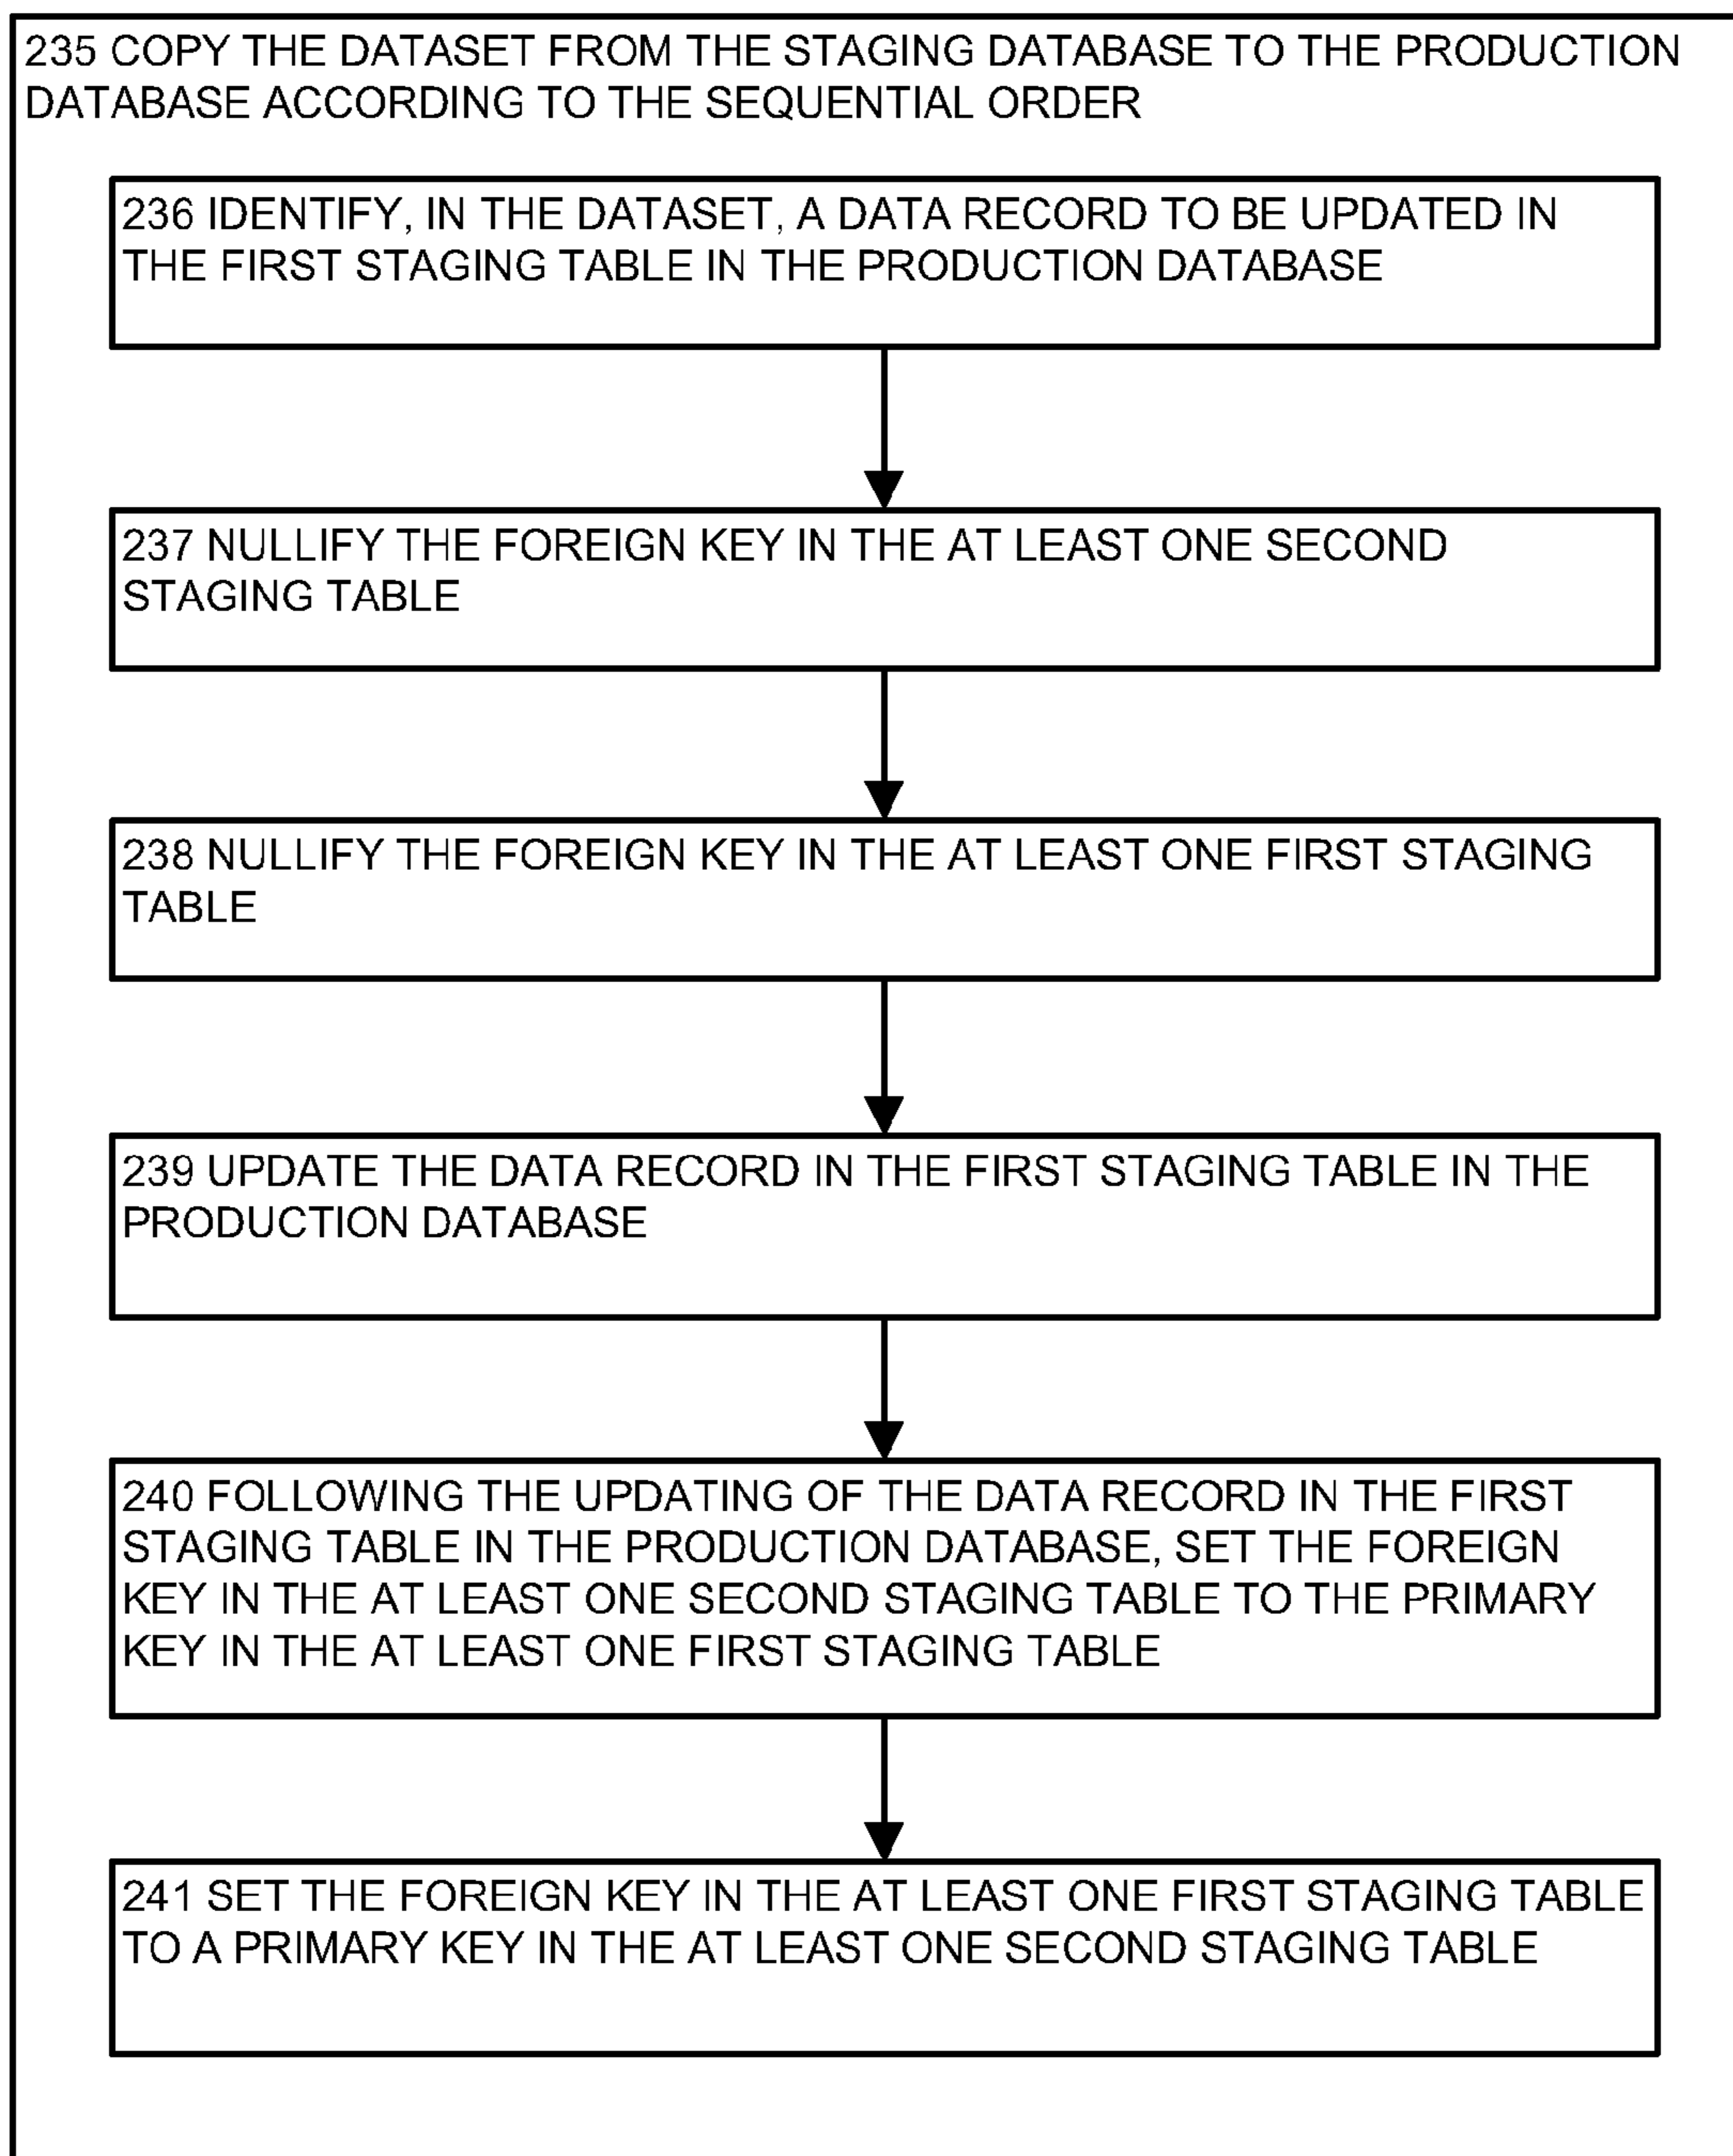 235 COPY THE DATASET FROM THE STAGING DATABASE TO THE PRODUCTION
DATABASE ACCORDING TO THE SEQUENTIAL ORDER
236 IDENTIFY, IN THE DATASET, A DATA RECORD TO BE UPDATED IN
THE FIRST STAGING TABLE IN THE PRODUCTION DATABASE
237 NULLIFY THE FOREIGN KEY IN THE AT LEAST ONE SECOND
STAGING TABLE
238 NULLIFY THE FOREIGN KEY IN THE AT LEAST ONE FIRST STAGING
TABLE
239 UPDATE THE DATA RECORD IN THE FIRST STAGING TABLE IN THE
PRODUCTION DATABASE
240 FOLLOWING THE UPDATING OF THE DATA RECORD IN THE FIRST
STAGING TABLE IN THE PRODUCTION DATABASE, SET THE FOREIGN
KEY IN THE AT LEAST ONE SECOND STAGING TABLE TO THE PRIMARY
KEY IN THE AT LEAST ONE FIRST STAGING TABLE
241 SET THE FOREIGN KEY IN THE AT LEAST ONE FIRST STAGING TABLE
TO A PRIMARY KEY IN THE AT LEAST ONE SECOND STAGING TABLE